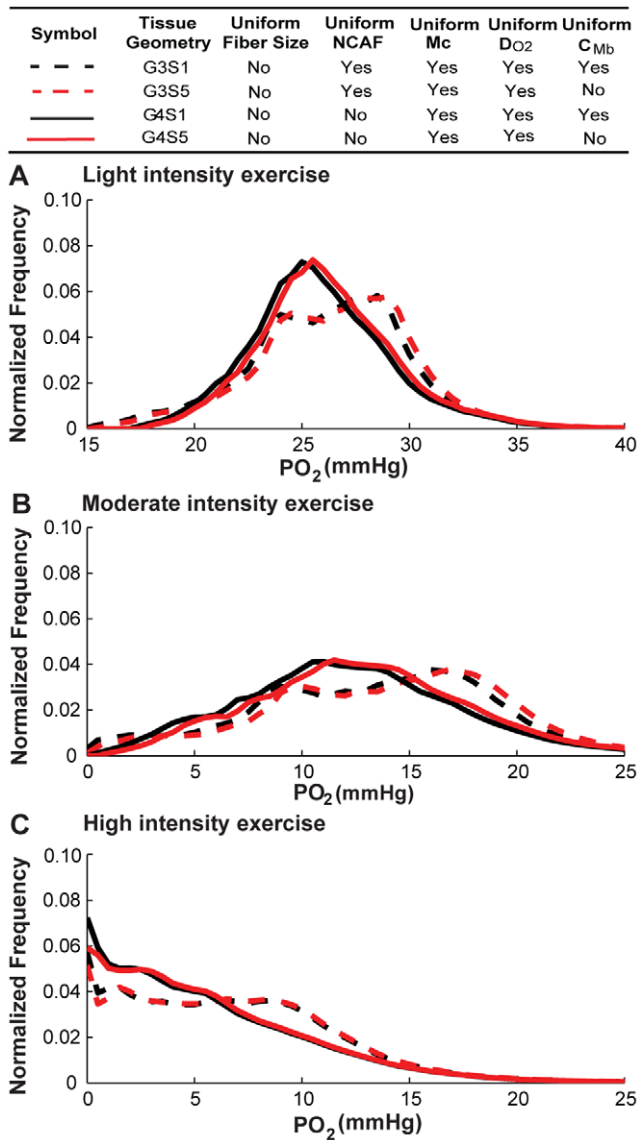 Symbol Tissue Geometry Uniform Fiber Size Uniform NCAF Uniform Mc Uniform DO2 Uniform CMb
G3S1 No Yes Yes Yes Yes
G3S5 No Yes Yes Yes No
G4S1 No No Yes Yes Yes
G4S5 No No Yes Yes No
A Light intensity exercise
Normalized Frequency
0.10
0.08
0.06
0.04
0.02
0
15 20 25 30 35 40
PO2 (mmHg)
B Moderate intensity exercise
Normalized Frequency
0.10
0.08
0.06
0.04
0.02
0
0 5 10 15 20 25
PO2 (mmHg)
C High intensity exercise
Normalized Frequency
0.10
0.08
0.06
0.04
0.02
0
0 5 10 15 20 25
PO2 (mmHg)